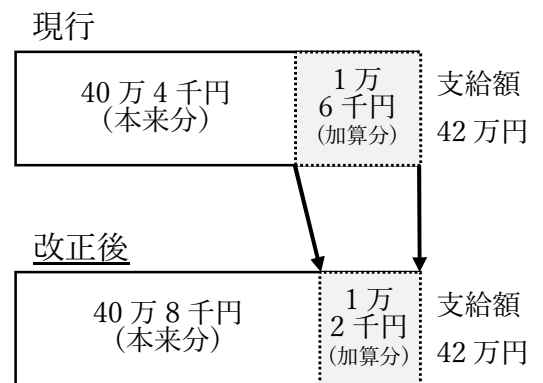 現行
40万4千円
(本来分)
1万
6千円
(加算分)
支給額
42万円
改正後
40万8千円
(本来分)
1万
2千円
(加算分)
支給額
42万円